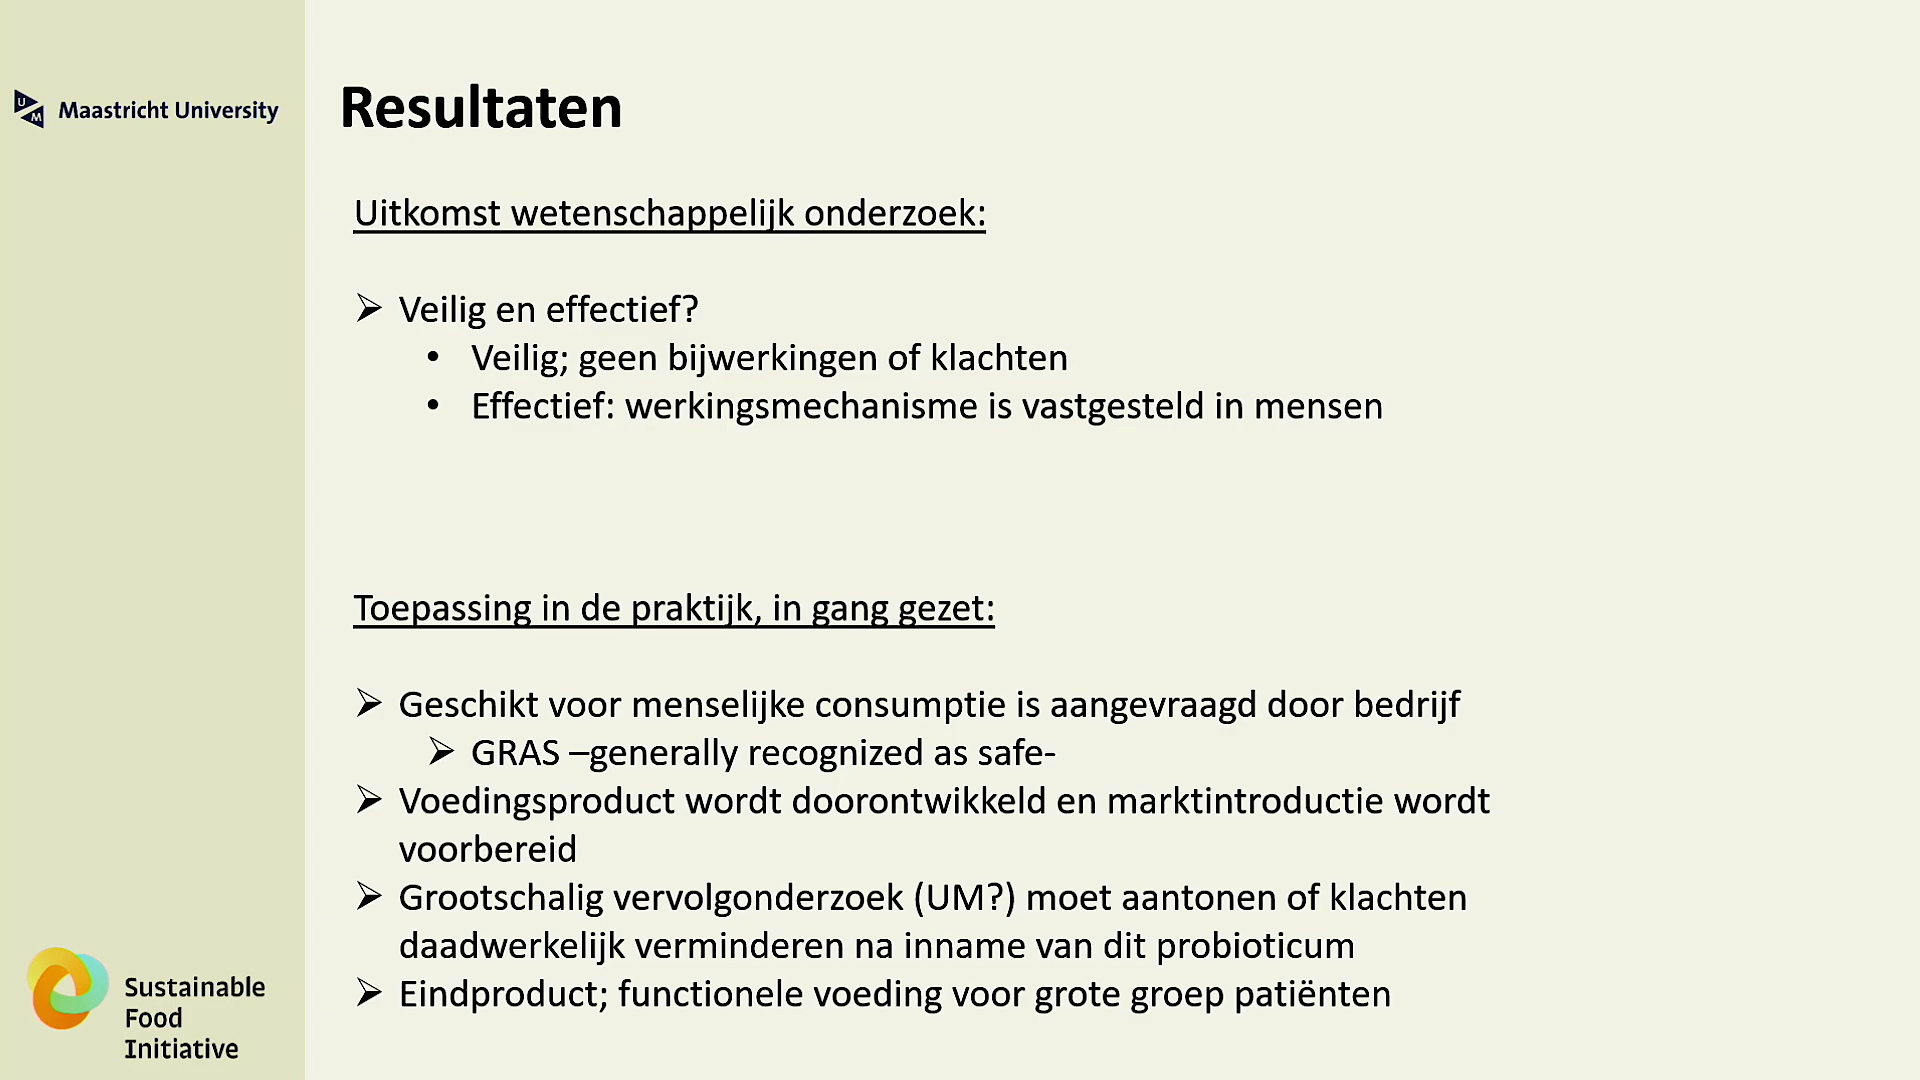 U
M
Maastricht University
Resultaten
Uitkomst wetenschappelijk onderzoek:
➢ Veilig en effectief?
• Veilig; geen bijwerkingen of klachten
• Effectief: werkingsmechanisme is vastgesteld in mensen
Toepassing in de praktijk, in gang gezet:
➢ Geschikt voor menselijke consumptie is aangevraagd door bedrijf
➢ GRAS –generally recognized as safe-
➢ Voedingsproduct wordt doorontwikkeld en marktintroductie wordt
voorbereid
➢ Grootschalig vervolgonderzoek (UM?) moet aantonen of klachten
daadwerkelijk verminderen na inname van dit probioticum
➢ Eindproduct; functionele voeding voor grote groep patiënten
Sustainable
Food
Initiative